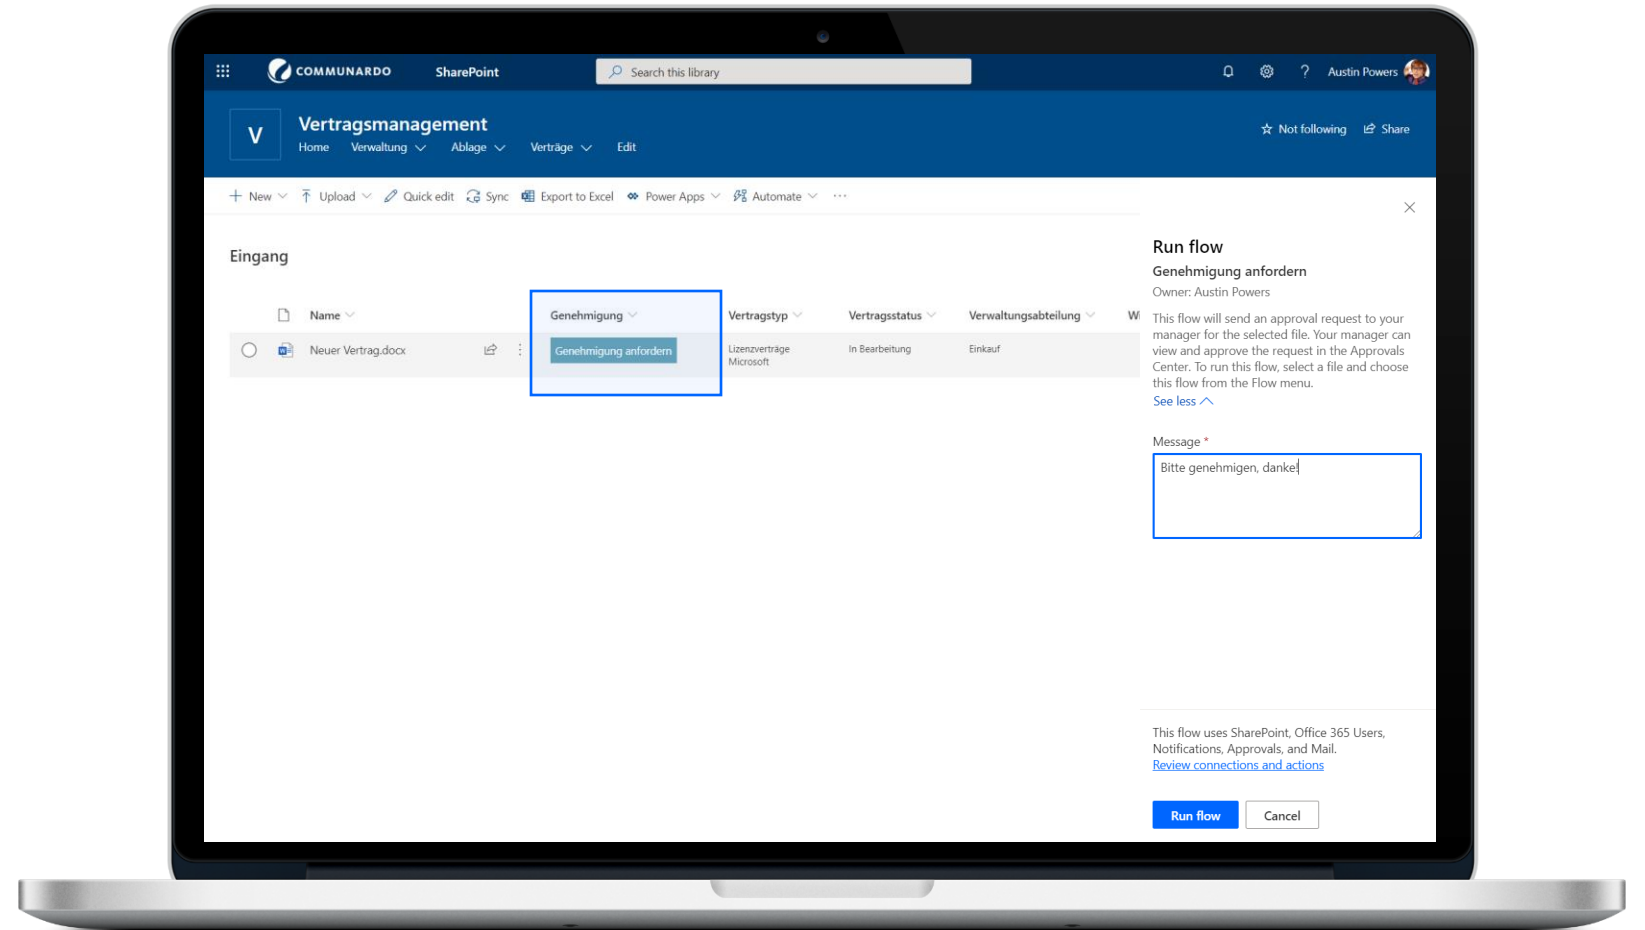 COMMUNARDO SharePoint Search this library ? Austin Powers
V
Vertragsmanagement
Home Verwaltung Ablage Verträge Edit
Not following Share
New Upload Quick edit Sync Export to Excel Power Apps Automate ...
Eingang
Name Genehmigung Vertragstyp Vertragsstatus Verwaltungsabteilung
Neuer Vertrag.docx Genehmigung anfordern Lizenzverträge In Bearbeitung Einkauf
Microsoft
Run flow
Genehmigung anfordern
Owner: Austin Powers
This flow will send an approval request to your
manager for the selected file. Your manager can
view and approve the request in the Approvals
Center. To run this flow, select a file and choose
this flow from the Flow menu.
See less
Message *
Bitte genehmigen, danke!
This flow uses SharePoint, Office 365 Users,
Notifications, Approvals, and Mail.
Review connections and actions
Run flow Cancel